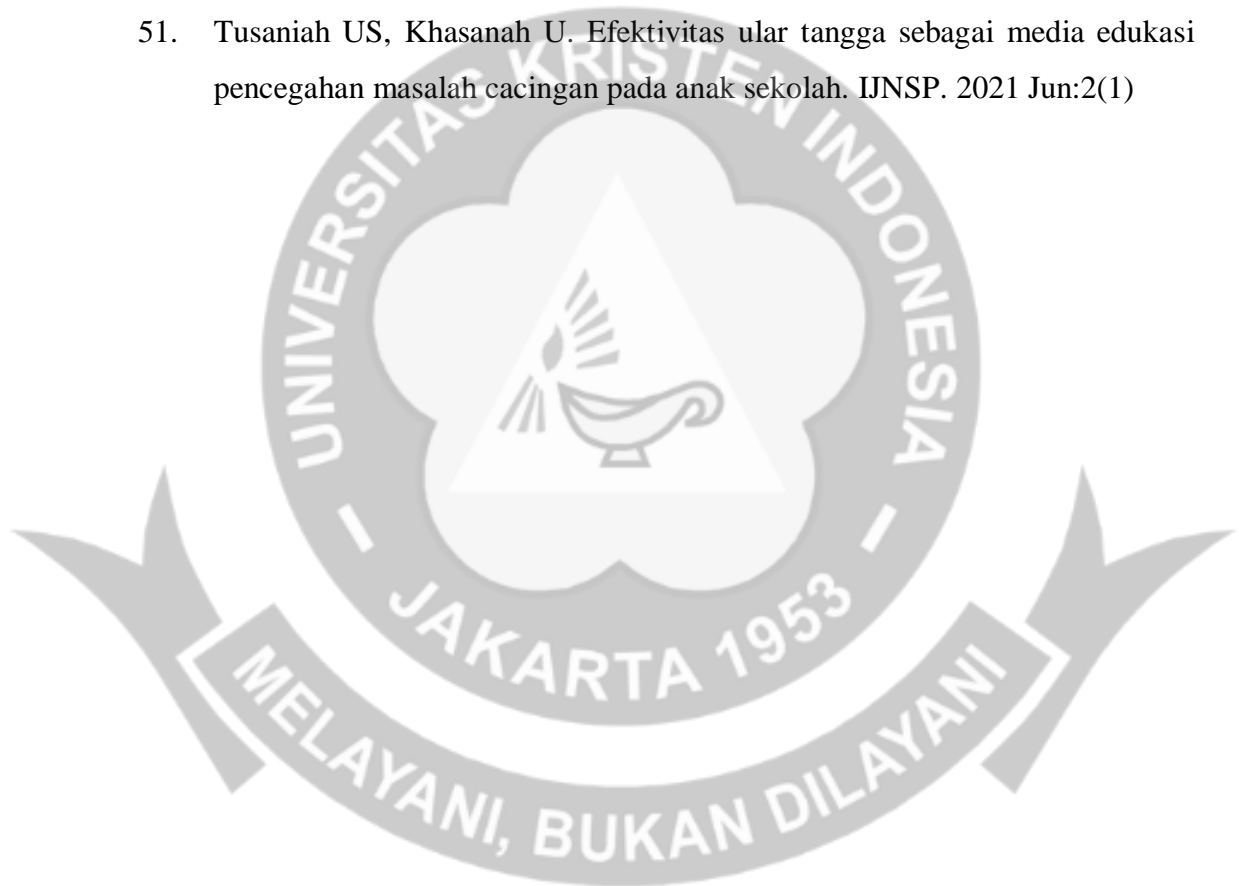 51. Tusaniah US, Khasanah U. Efektivitas ular tangga sebagai media edukasi
pencegahan masalah cacingan pada anak sekolah. IJNSP. 2021 Jun:2(1)
UNIVERSITAS KRISTEN INDONESIA
- JAKARTA 1953 -
MELAYANI, BUKAN DILAYANI